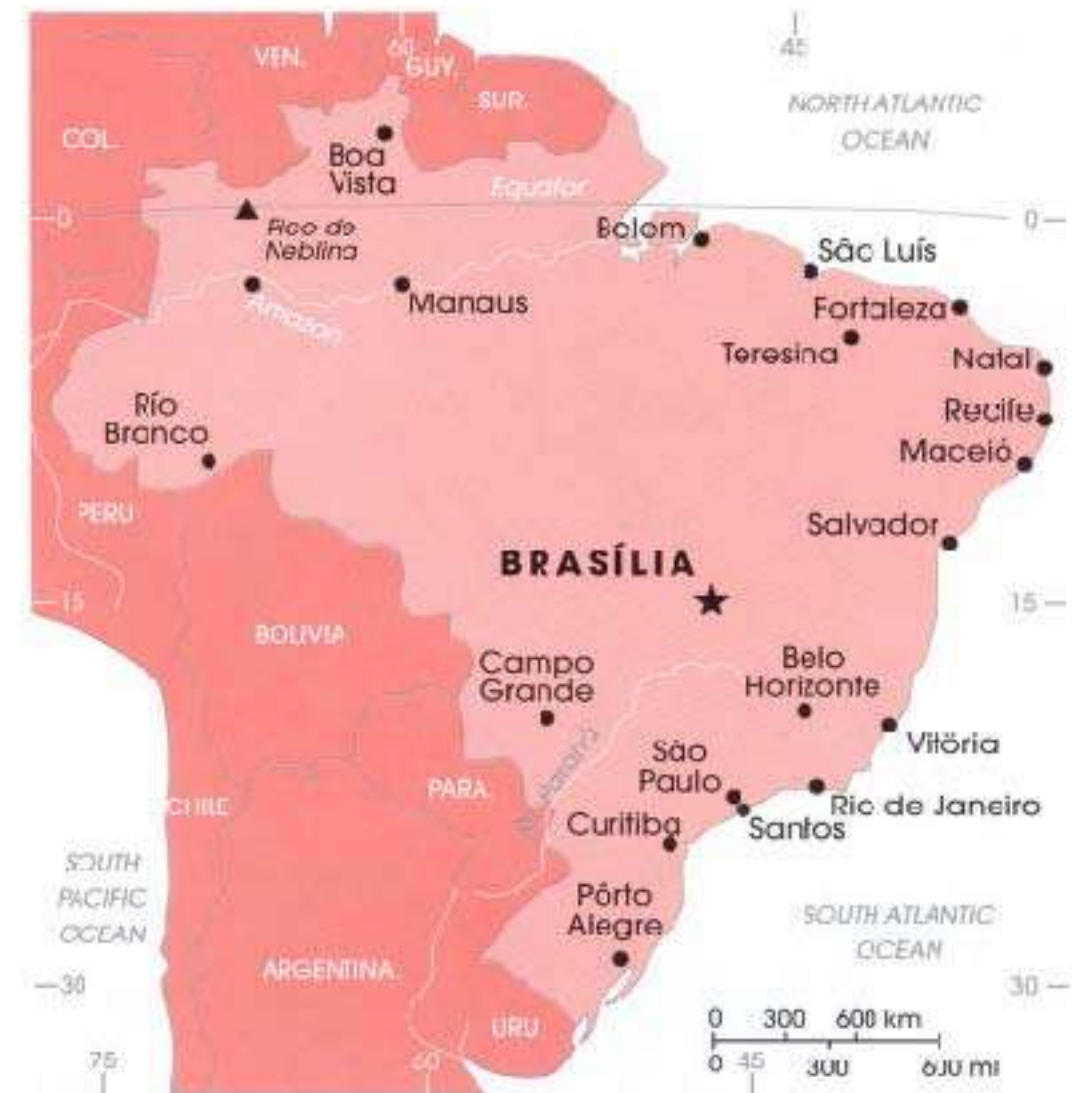 60
45
VEN.
GUY.
SUR.
COL.
NORTH ATLANTIC
OCEAN
Boa
Vista
Equator
0
0
Pico de
Neblina
Belem
São Luís
Amazon
Manaus
Fortaleza
Teresina
Natal
Recife
Maceió
Río
Branco
PERU
Salvador
BRASÍLIA
15
15
BOLIVIA
Campo
Grande
Belo
Horizonte
Vitöria
Paraná
São
Paulo
PARA.
CHILE
Rio de Janeiro
Santos
Curitiba
SOUTH
PACIFIC
OCEAN
Pôrto
Alegre
SOUTH ATLANTIC
OCEAN
ARGENTINA
30
30
URU
0 300 600 km
0 300 600 mi
75
60
45